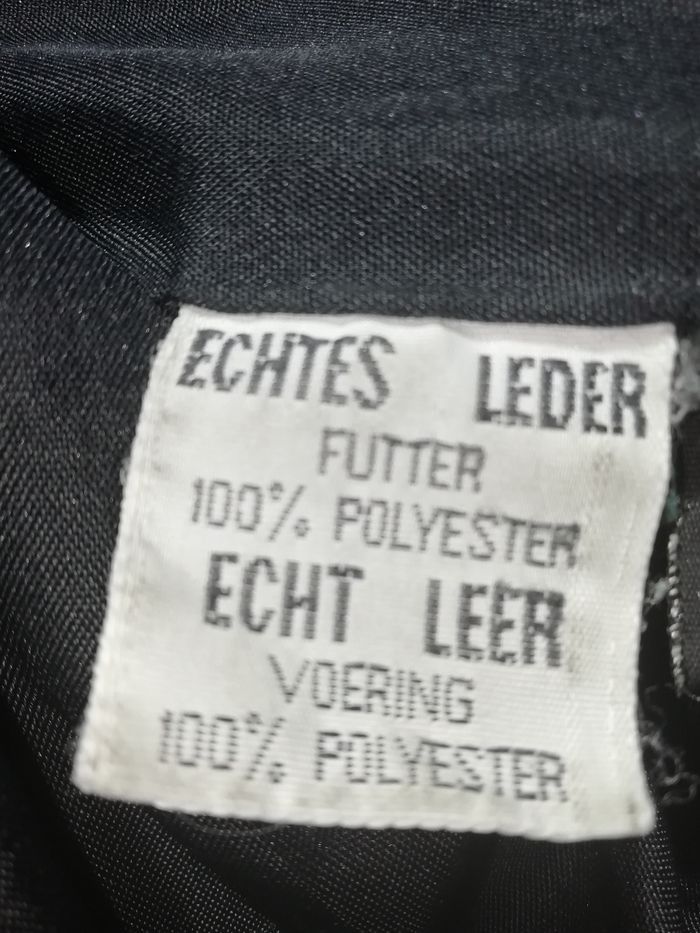 ECHTES LEDER
FUTTER
100% POLYESTER
ECHT LEER
VOERING
100% POLYESTER